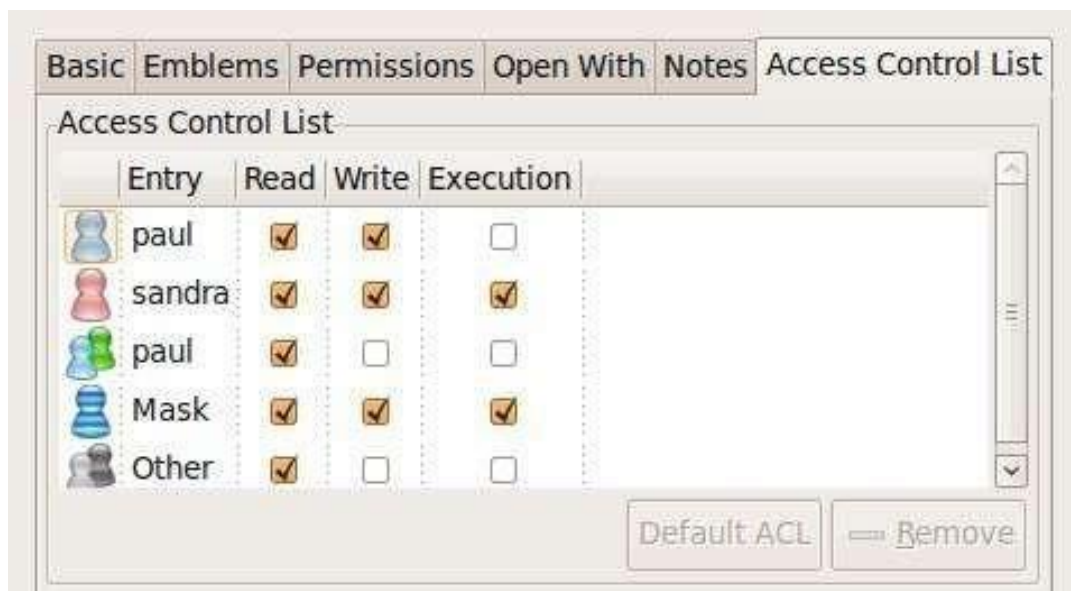 Basic Emblems Permissions Open With Notes Access Control List
Access Control List
Entry Read Write Execution
paul
sandra
paul
Mask
Other
Default ACL Remove